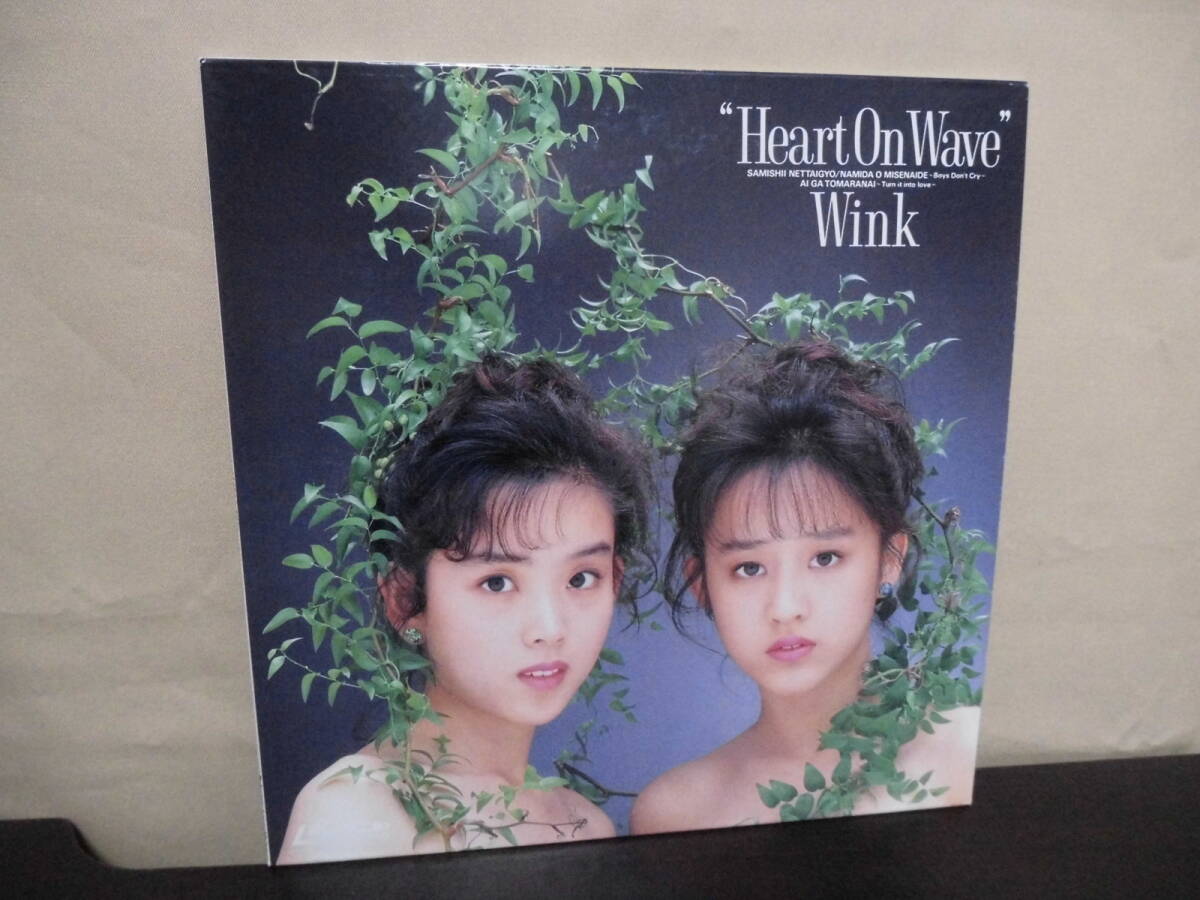 “Heart On Wave”
SAMISHII NETTAIGYO/NAMIDA O MISENAIDE ~Boys Don't Cry~
AI GA TOMARANAI ~Turn it into love~
Wink